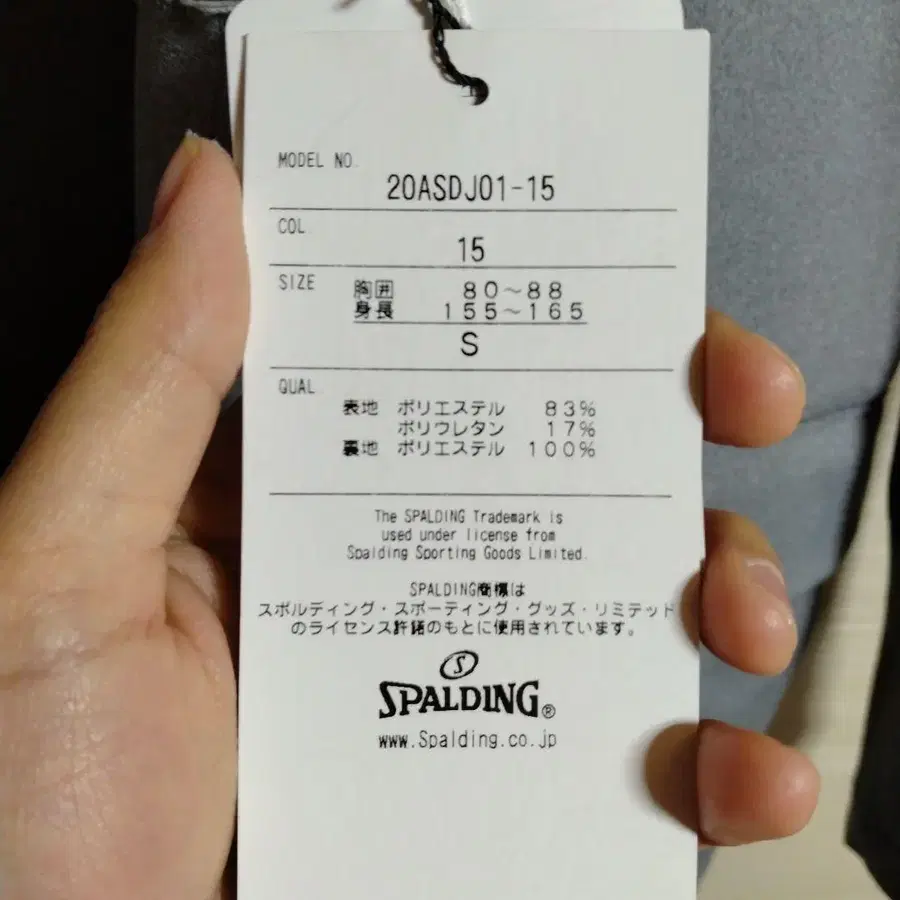 MODEL NO.
20ASDJ01-15
COL
15
SIZE
胸囲 80~88
身長 155~165
S
QUAL
表地 ポリエステル 83%
ポリウレタン 17%
裏地 ポリエステル 100%
The SPALDING Trademark is
used under license from
Spalding Sporting Goods Limited.
SPALDING商標は
スポルディング・スポーティング・グッズ・リミテッド
のライセンス許諾のもとに使用されています。
S
SPALDING®
www.Spalding.co.jp